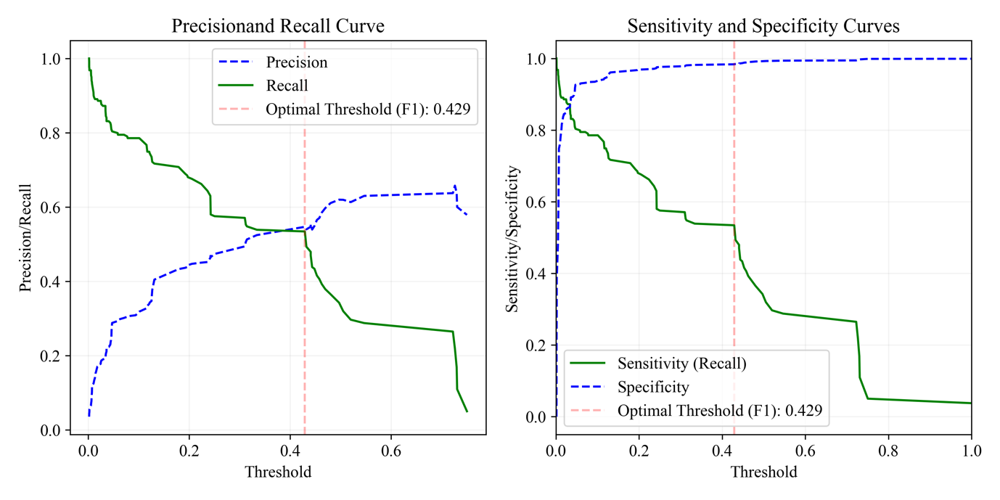 Precisionand Recall Curve
Precision/Recall
1.0
0.8
0.6
0.4
0.2
0.0
Precision
Recall
Optimal Threshold (F1): 0.429
0.0 0.2 0.4 0.6
Threshold
Sensitivity and Specificity Curves
Sensitivity/Specificity
1.0
0.8
0.6
0.4
0.2
0.0
Sensitivity (Recall)
Specificity
Optimal Threshold (F1): 0.429
0.0 0.2 0.4 0.6 0.8 1.0
Threshold